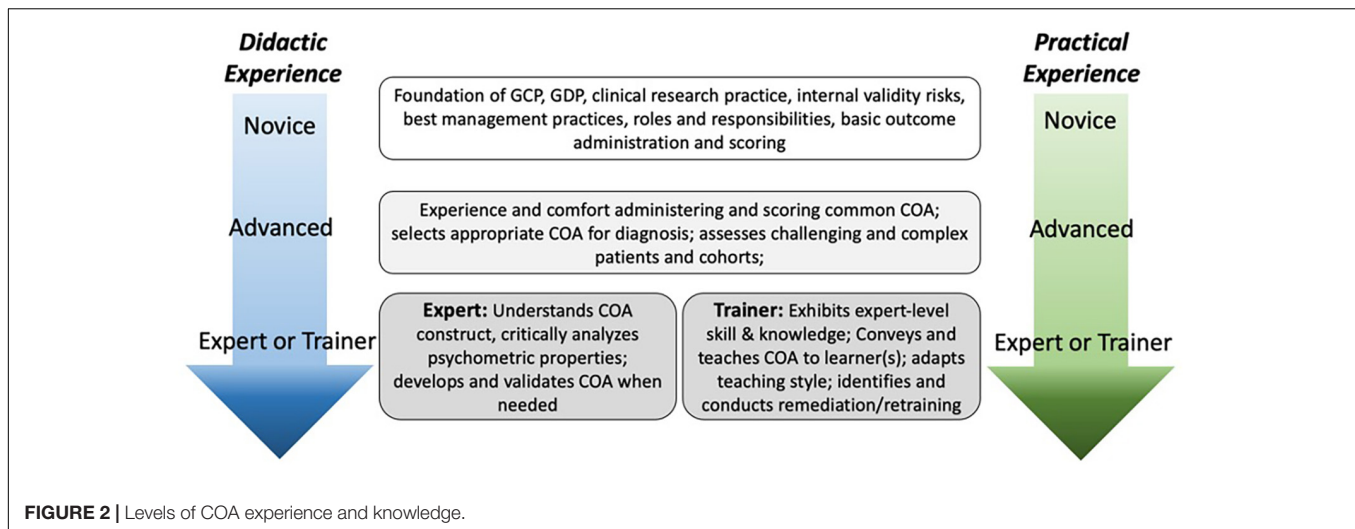 Didactic
Experience
Novice
Advanced
Expert or Trainer
Foundation of GCP, GDP, clinical research practice, internal validity risks,
best management practices, roles and responsibilities, basic outcome
administration and scoring
Experience and comfort administering and scoring common COA;
selects appropriate COA for diagnosis; assesses challenging and complex
patients and cohorts;
Expert: Understands COA
construct, critically analyzes
psychometric properties;
develops and validates COA when
needed
Trainer: Exhibits expert-level
skill & knowledge; Conveys and
teaches COA to learner(s); adapts
teaching style; identifies and
conducts remediation/retraining
Practical
Experience
Novice
Advanced
Expert or Trainer
FIGURE 2 | Levels of COA experience and knowledge.